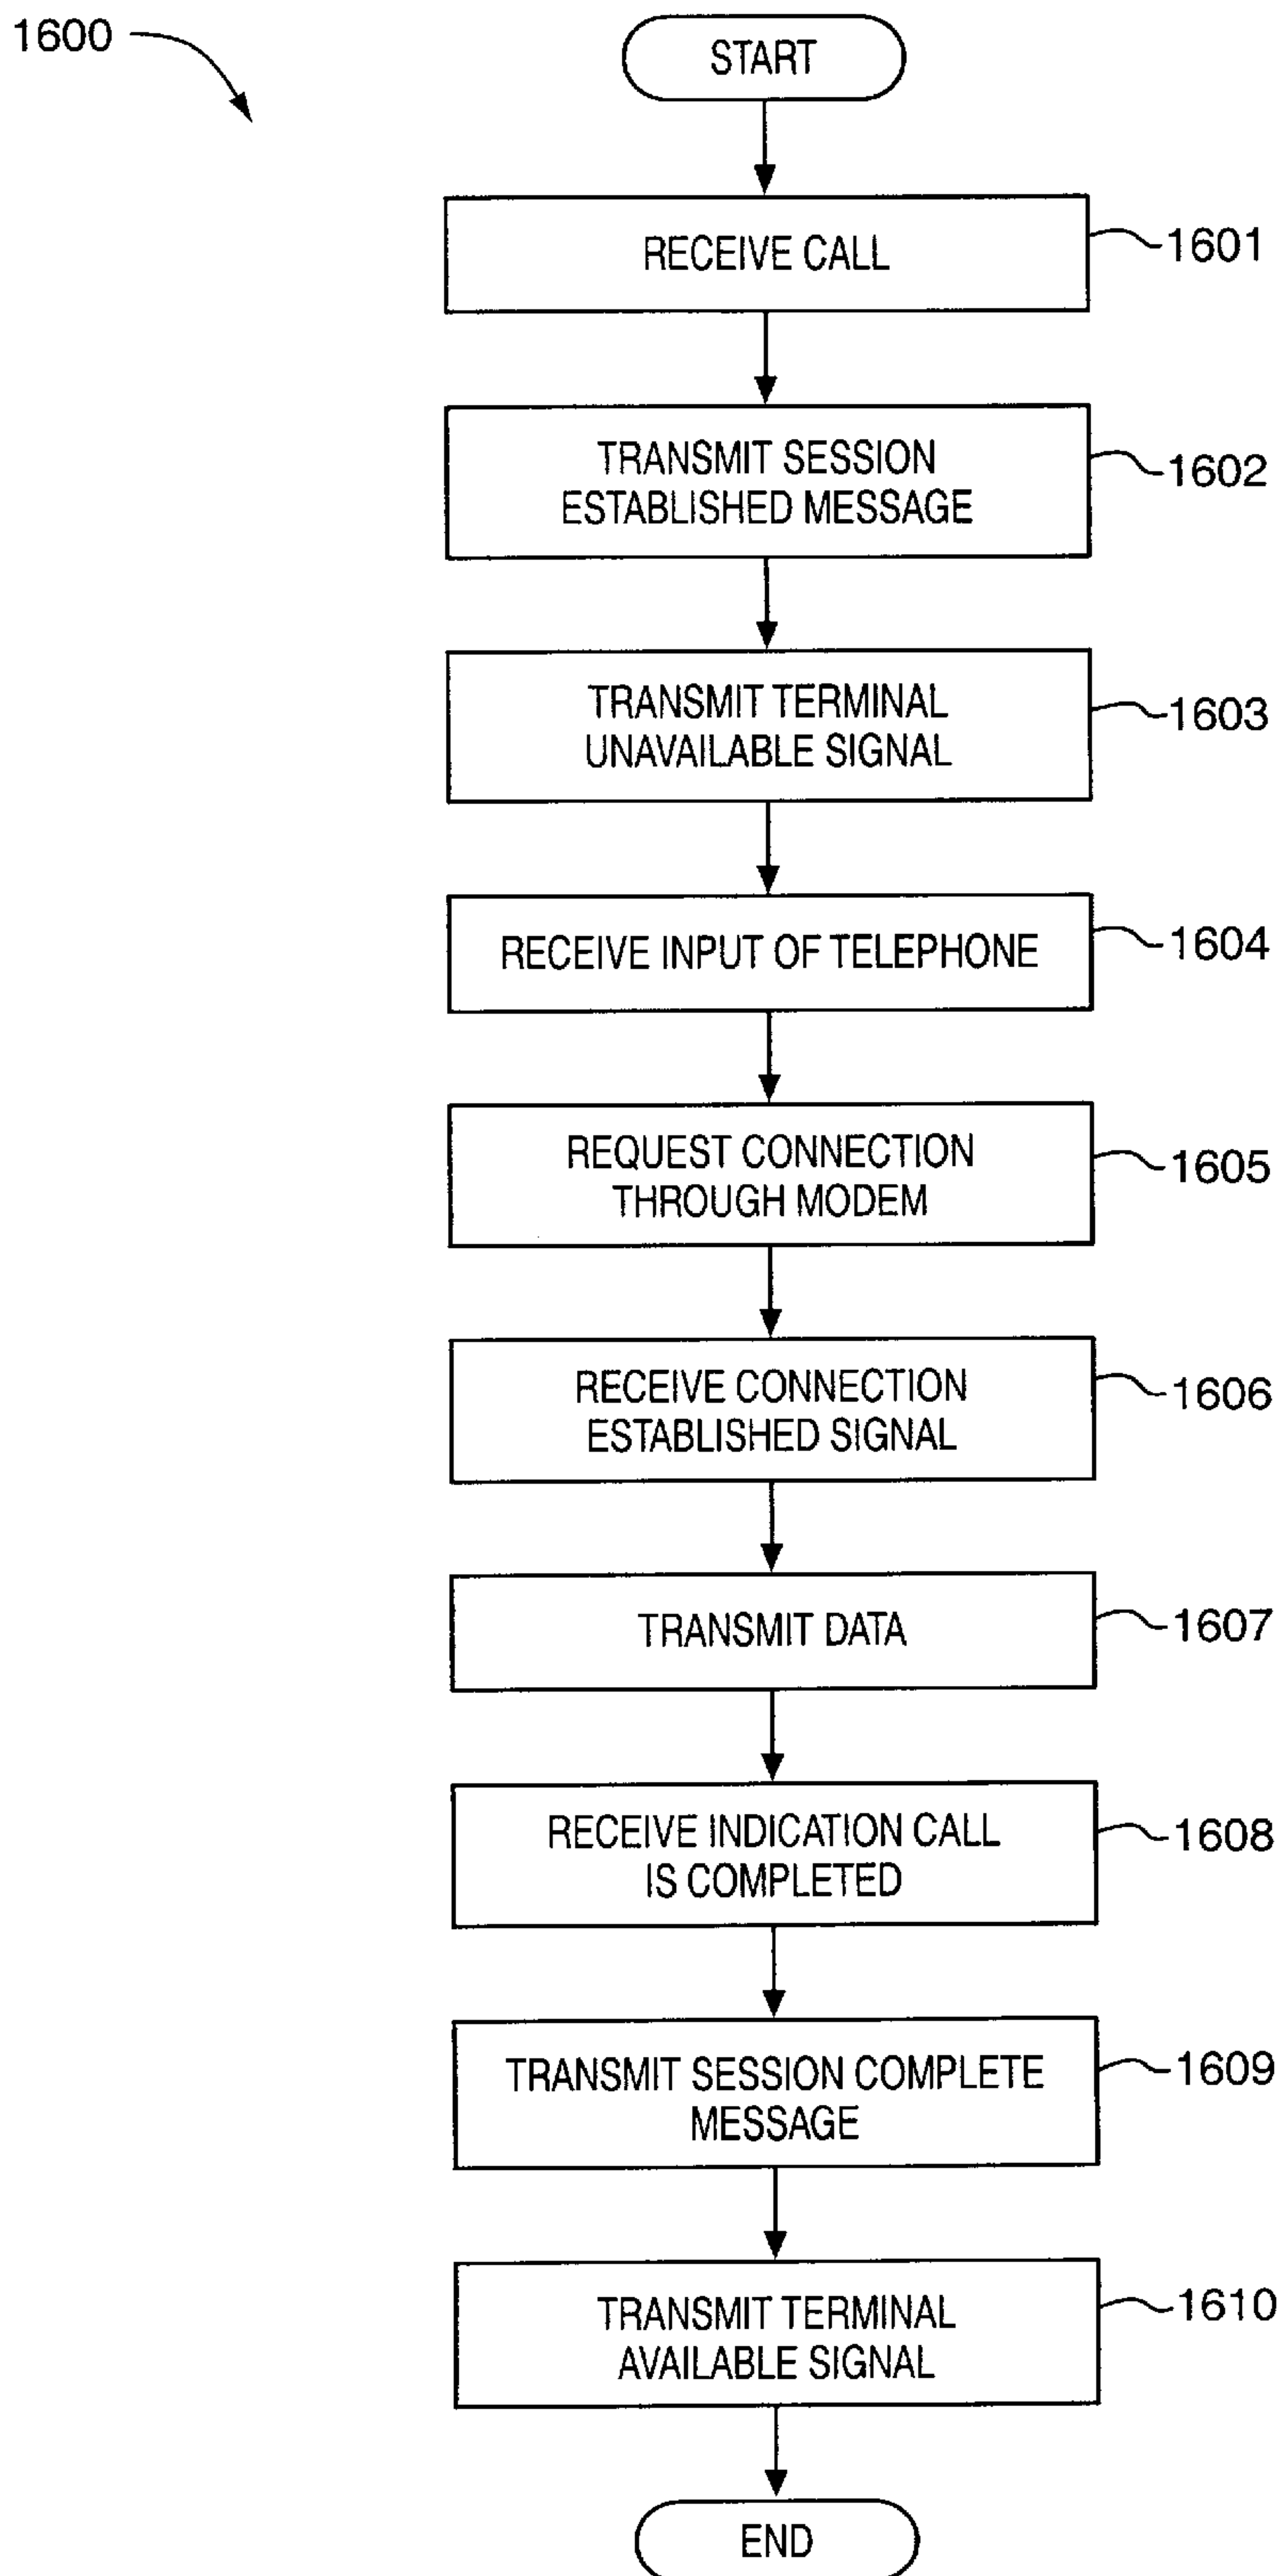 1600
START
RECEIVE CALL
1601
TRANSMIT SESSION
ESTABLISHED MESSAGE
1602
TRANSMIT TERMINAL
UNAVAILABLE SIGNAL
1603
RECEIVE INPUT OF TELEPHONE
1604
REQUEST CONNECTION
THROUGH MODEM
1605
RECEIVE CONNECTION
ESTABLISHED SIGNAL
1606
TRANSMIT DATA
1607
RECEIVE INDICATION CALL
IS COMPLETED
1608
TRANSMIT SESSION COMPLETE
MESSAGE
1609
TRANSMIT TERMINAL
AVAILABLE SIGNAL
1610
END